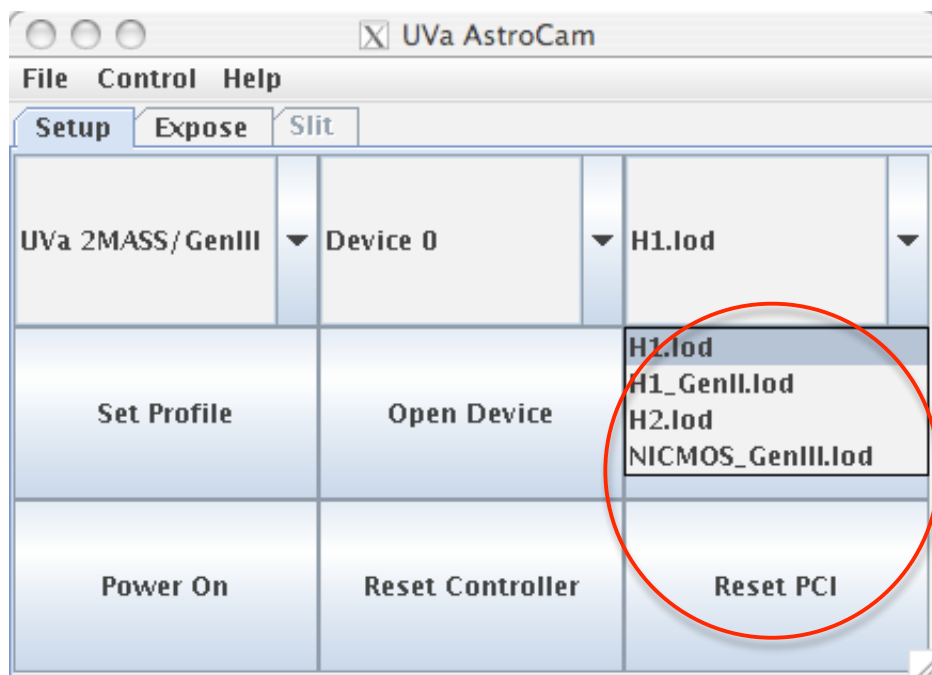 UVa AstroCam
File Control Help
Setup Expose Slit
UVa 2MASS/GenIII Device 0 H1.lod
H1.lod
H1_GenII.lod
H2.lod
NICMOS_GenIII.lod
Set Profile Open Device
Power On Reset Controller Reset PCI